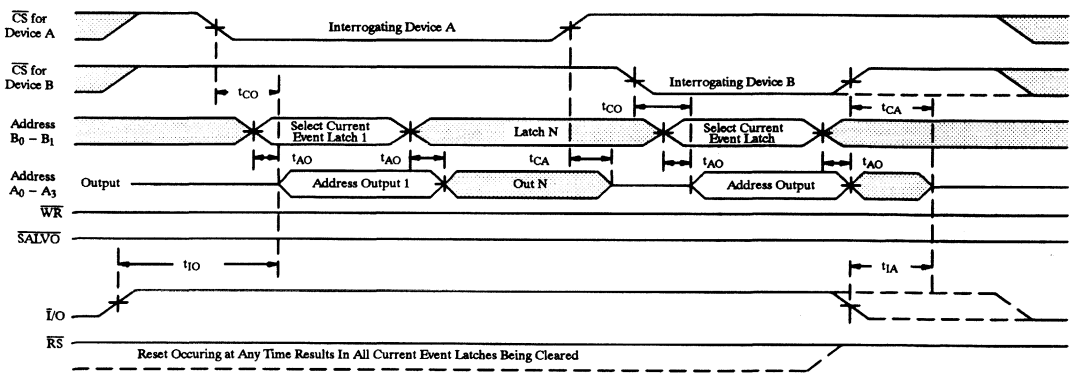 CS for
Device A
Interrogating Device A
CS for
Device B
Interrogating Device B
tCO
tCO
tCA
Address
B0 – B1
Select Current
Event Latch 1
Latch N
Select Current
Event Latch
tAO
tAO
tCA
tAO
tAO
Address
A0 – A3
Output
Address Output 1
Out N
Address Output
WR
SALVO
tIO
tIA
I/O
RS
Reset Occuring at Any Time Results In All Current Event Latches Being Cleared